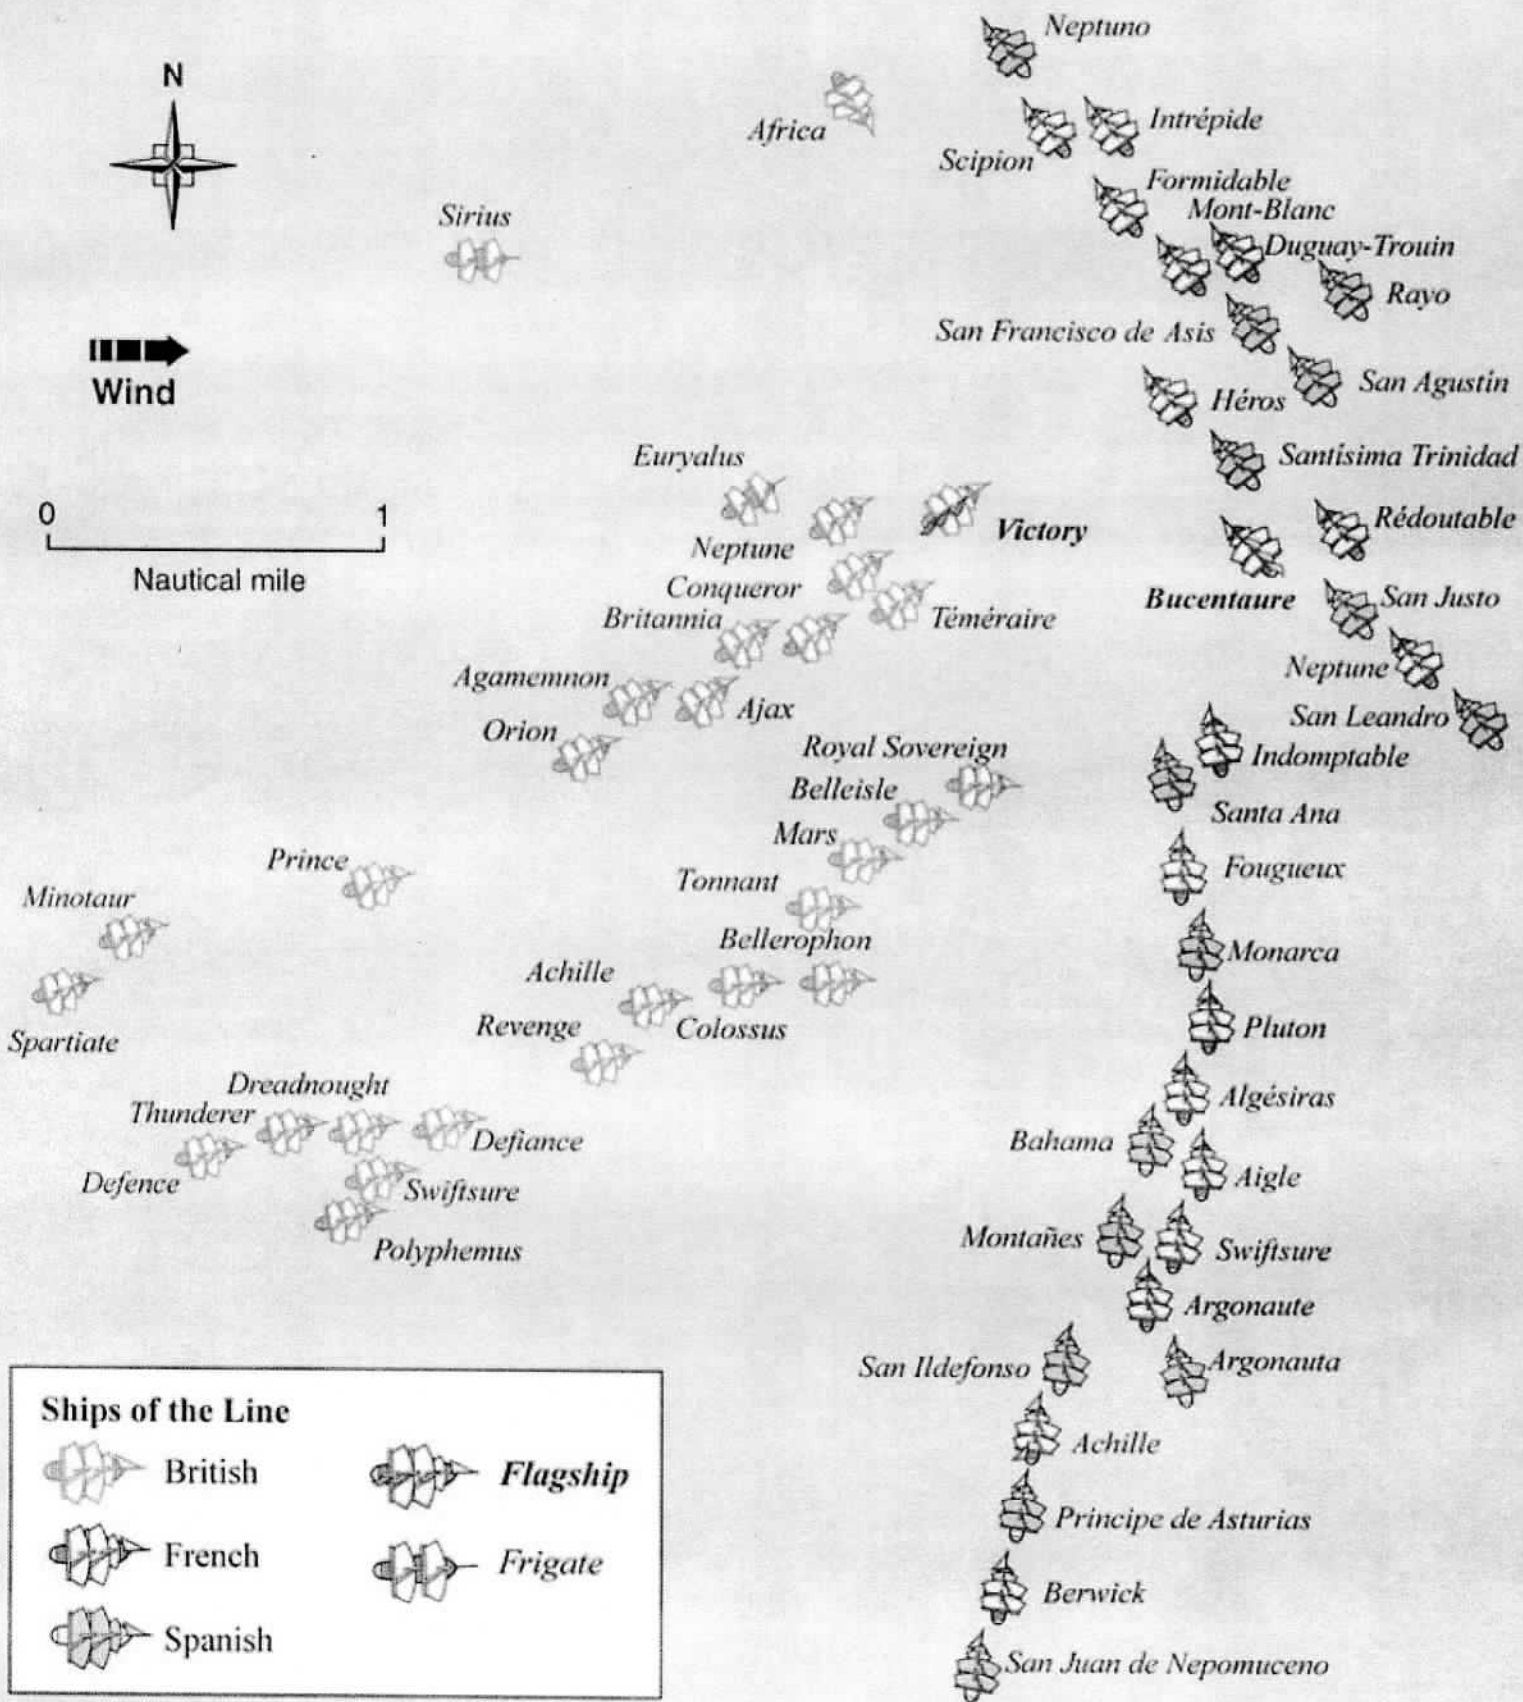 Neptuno
N
Africa
Intrépide
Scipion
Formidable
Mont-Blanc
Sirius
Duguay-Trouin
Rayo
San Francisco de Asis
Wind
San Agustín
Héros
Euryalus
Santísima Trinidad
0 1
Rédoutable
Victory
Neptune
Nautical mile
Conqueror
Bucentaure
San Justo
Britannia
Téméraire
Neptune
Agamemnon
Ajax
San Leandro
Orion
Royal Sovereign
Indomptable
Belleisle
Santa Ana
Mars
Prince
Fougueux
Tonnant
Minotaur
Bellerophon
Monarca
Achille
Revenge
Colossus
Pluton
Spartiate
Dreadnought
Algésiras
Thunderer
Defiance
Bahama
Aigle
Defence
Swiftsure
Montañes
Swiftsure
Polyphemus
Argonaute
San Ildefonso
Argonauta
Ships of the Line
Achille
British
Flagship
Príncipe de Asturias
French
Frigate
Berwick
Spanish
San Juan de Nepomuceno